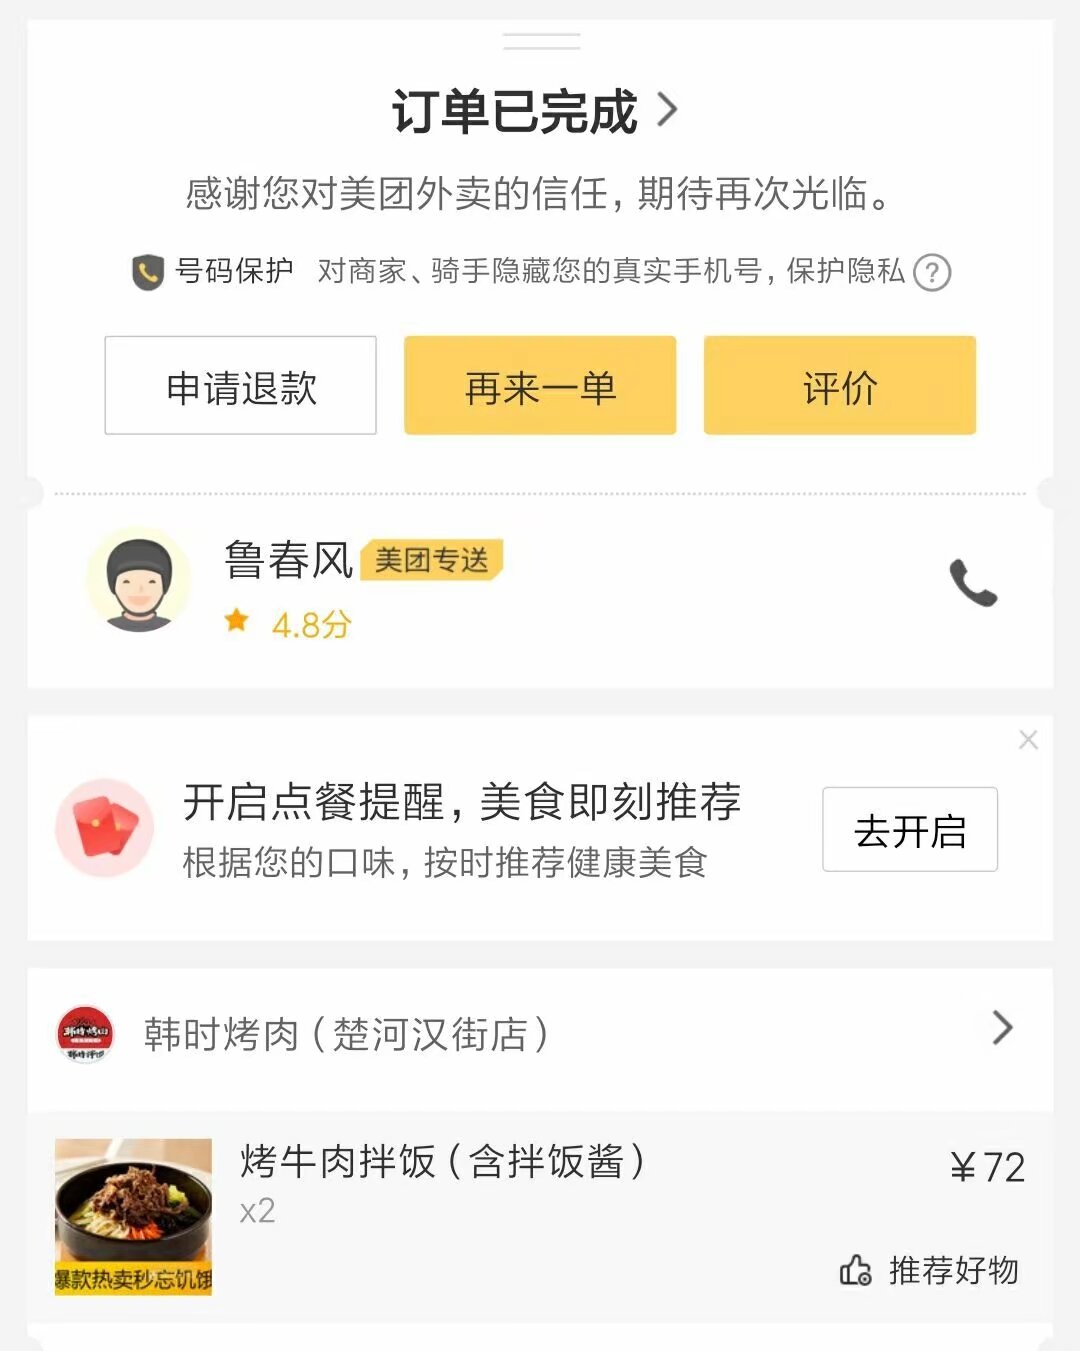 订单已完成
感谢您对美团外卖的信任，期待再次光临。
号码保护 对商家、骑手隐藏您的真实手机号，保护隐私 ?
申请退款 再来一单 评价
鲁春风 美团专送
4.8分
开启点餐提醒，美食即刻推荐
根据您的口味，按时推荐健康美食
去开启
韩时烤肉（楚河汉街店）
烤牛肉拌饭（含拌饭酱） ￥72
x2
爆款热卖秒忘饥饿
推荐好物